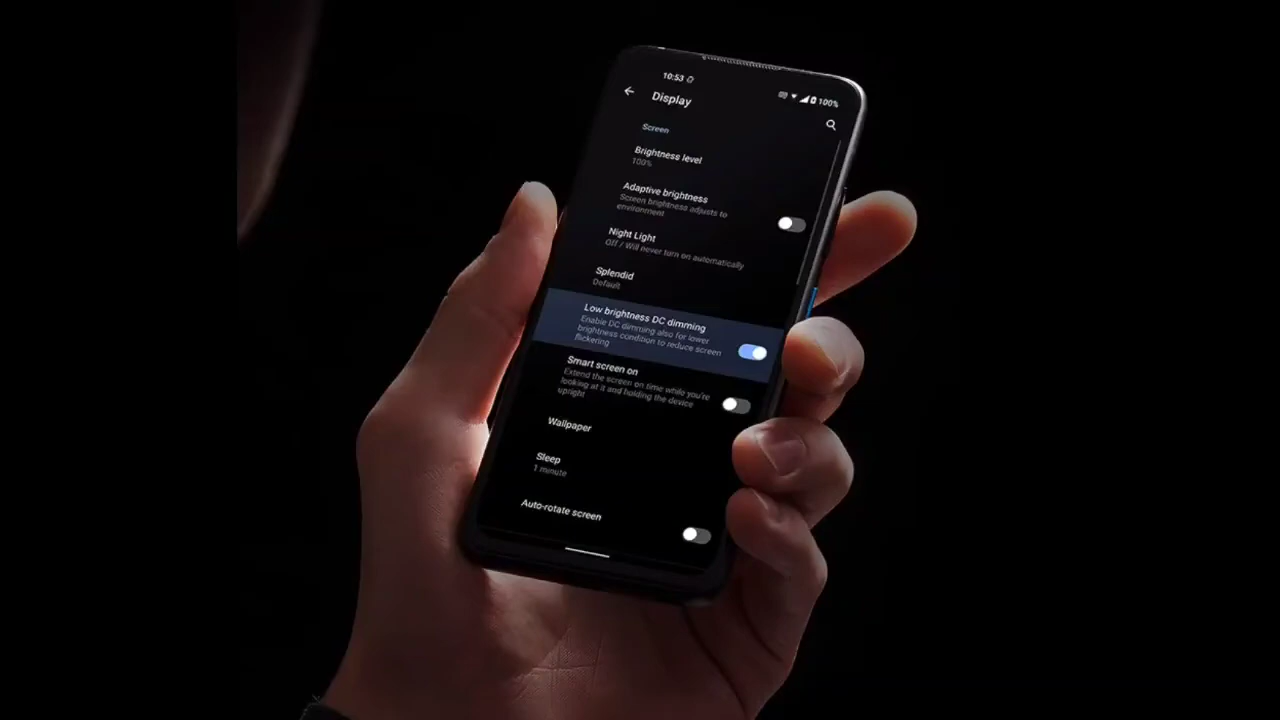 10:53
100%
Display
Screen
Brightness level
100%
Adaptive brightness
Screen brightness adjusts to
environment
Night Light
Off / Will never turn on automatically
Splendid
Default
Low brightness DC dimming
Enable DC dimming also for lower
brightness condition to reduce screen
flickering
Smart screen on
Extend the screen on time while you're
looking at it and holding the device
upright
Wallpaper
Sleep
1 minute
Auto-rotate screen